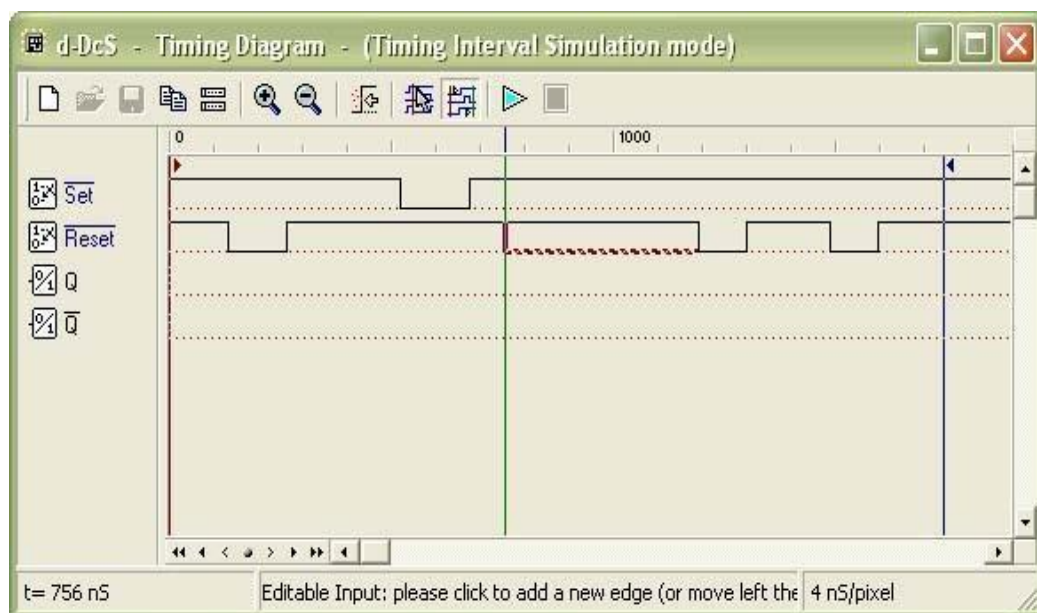 d-DcS - Timing Diagram - (Timing Interval Simulation mode)
0 1000
Set
Reset
Q
Q
t= 756 nS Editable Input: please click to add a new edge (or move left the 4 nS/pixel